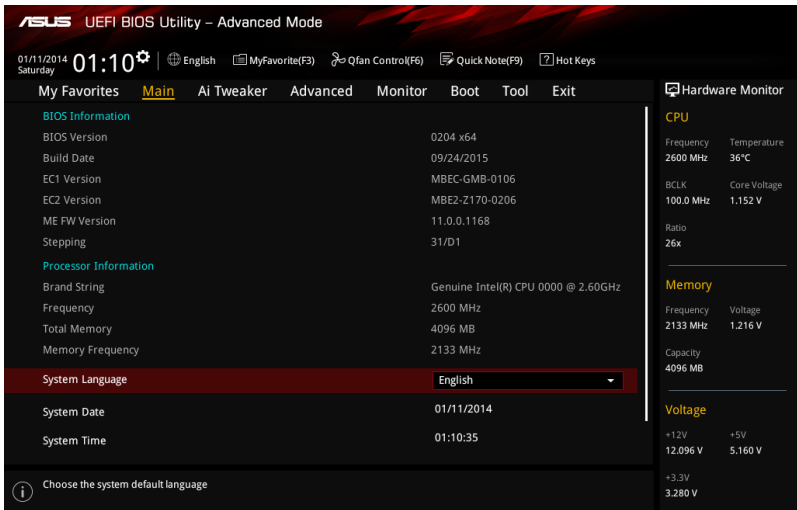 ASUS UEFI BIOS Utility – Advanced Mode
01/11/2014 01:10 English MyFavorite(F3) Qfan Control(F6) Quick Note(F9) ? Hot Keys
Saturday
My Favorites Main Ai Tweaker Advanced Monitor Boot Tool Exit
BIOS Information
BIOS Version 0204 x64
Build Date 09/24/2015
EC1 Version MBEC-GMB-0106
EC2 Version MBE2-Z170-0206
ME FW Version 11.0.0.1168
Stepping 31/D1
Processor Information
Brand String Genuine Intel(R) CPU 0000 @ 2.60GHz
Frequency 2600 MHz
Total Memory 4096 MB
Memory Frequency 2133 MHz
System Language English
System Date 01/11/2014
System Time 01:10:35
Choose the system default language
Hardware Monitor
CPU
Frequency Temperature
2600 MHz 36°C
BCLK Core Voltage
100.0 MHz 1.152 V
Ratio
26x
Memory
Frequency Voltage
2133 MHz 1.216 V
Capacity
4096 MB
Voltage
+12V +5V
12.096 V 5.160 V
+3.3V
3.280 V